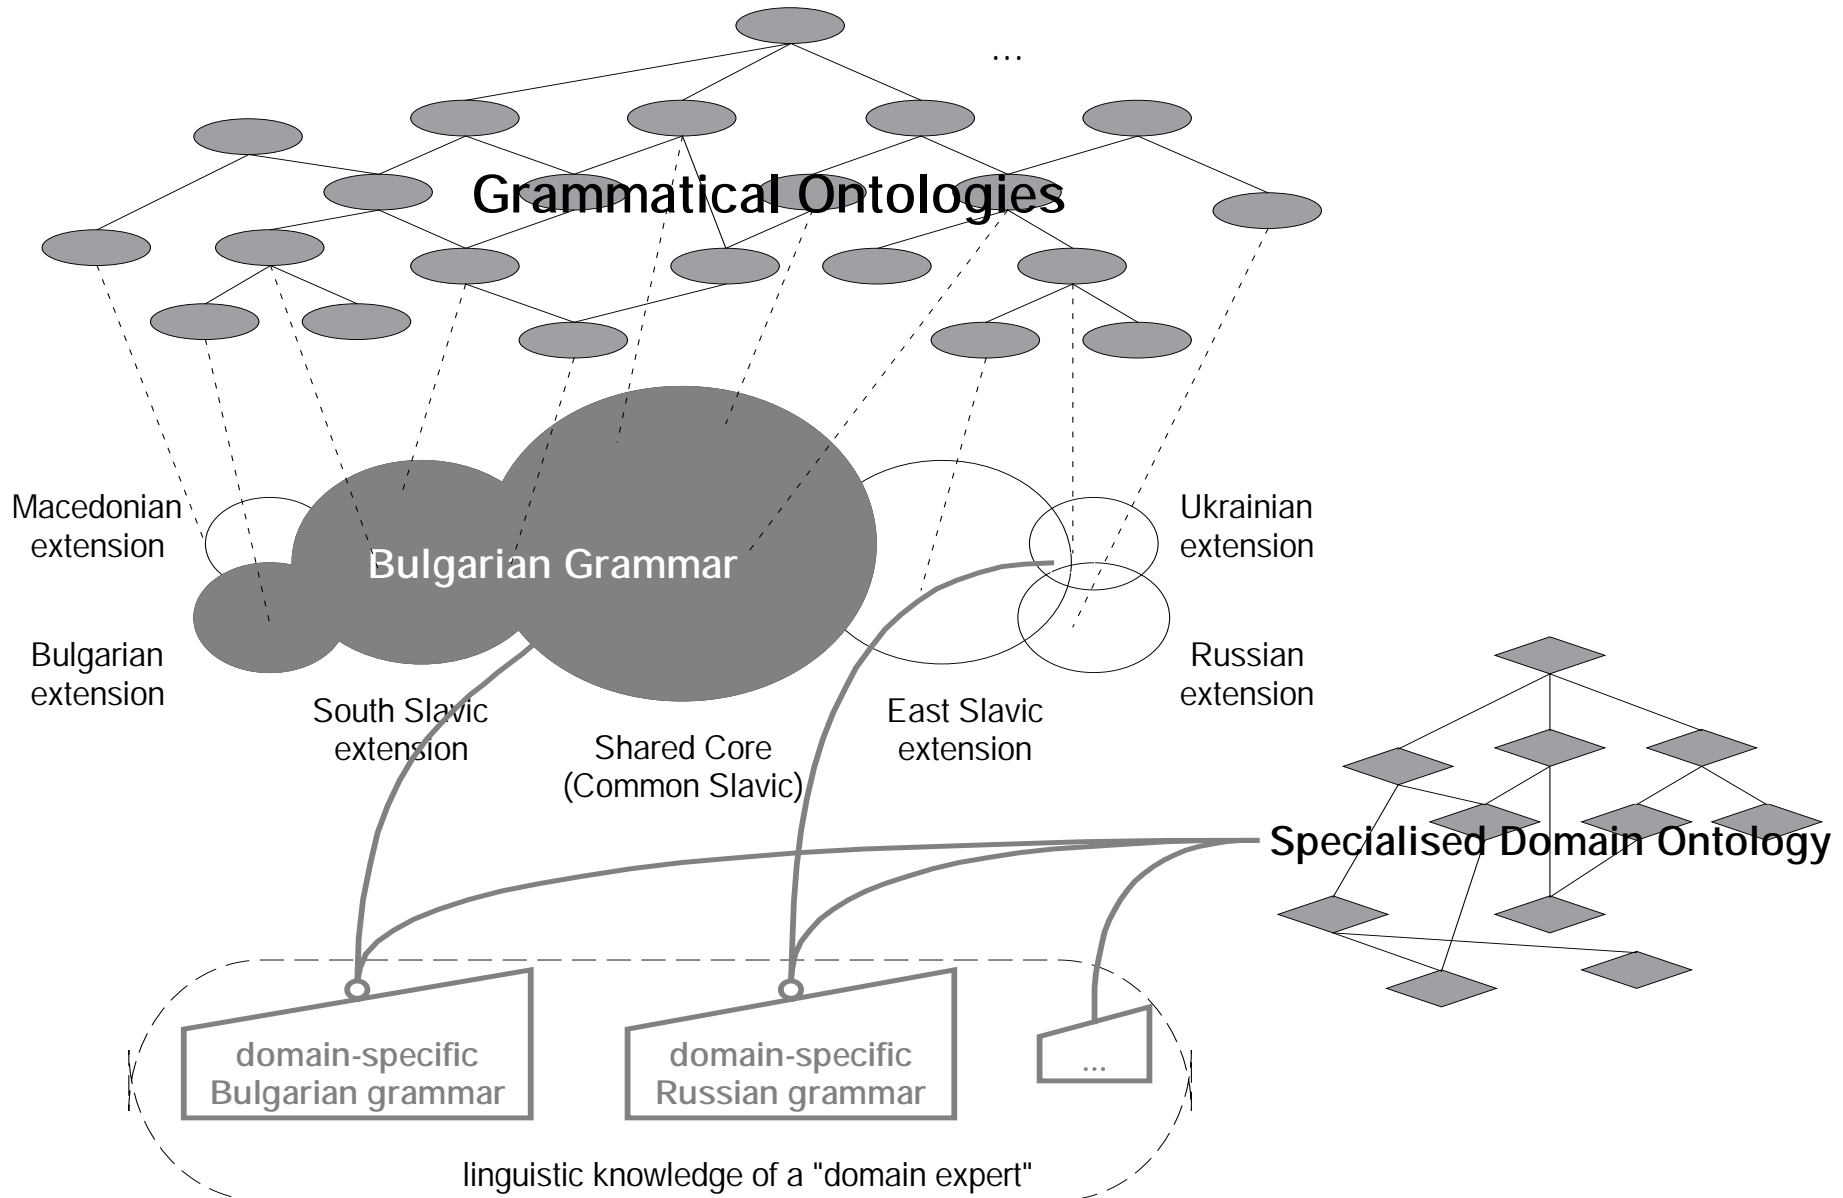 ...
Grammatical Ontologies
Macedonian
extension
Bulgarian Grammar
Ukrainian
extension
Bulgarian
extension
Russian
extension
South Slavic
extension
East Slavic
extension
Shared Core
(Common Slavic)
Specialised Domain Ontology
domain-specific
Bulgarian grammar
domain-specific
Russian grammar
...
linguistic knowledge of a "domain expert"